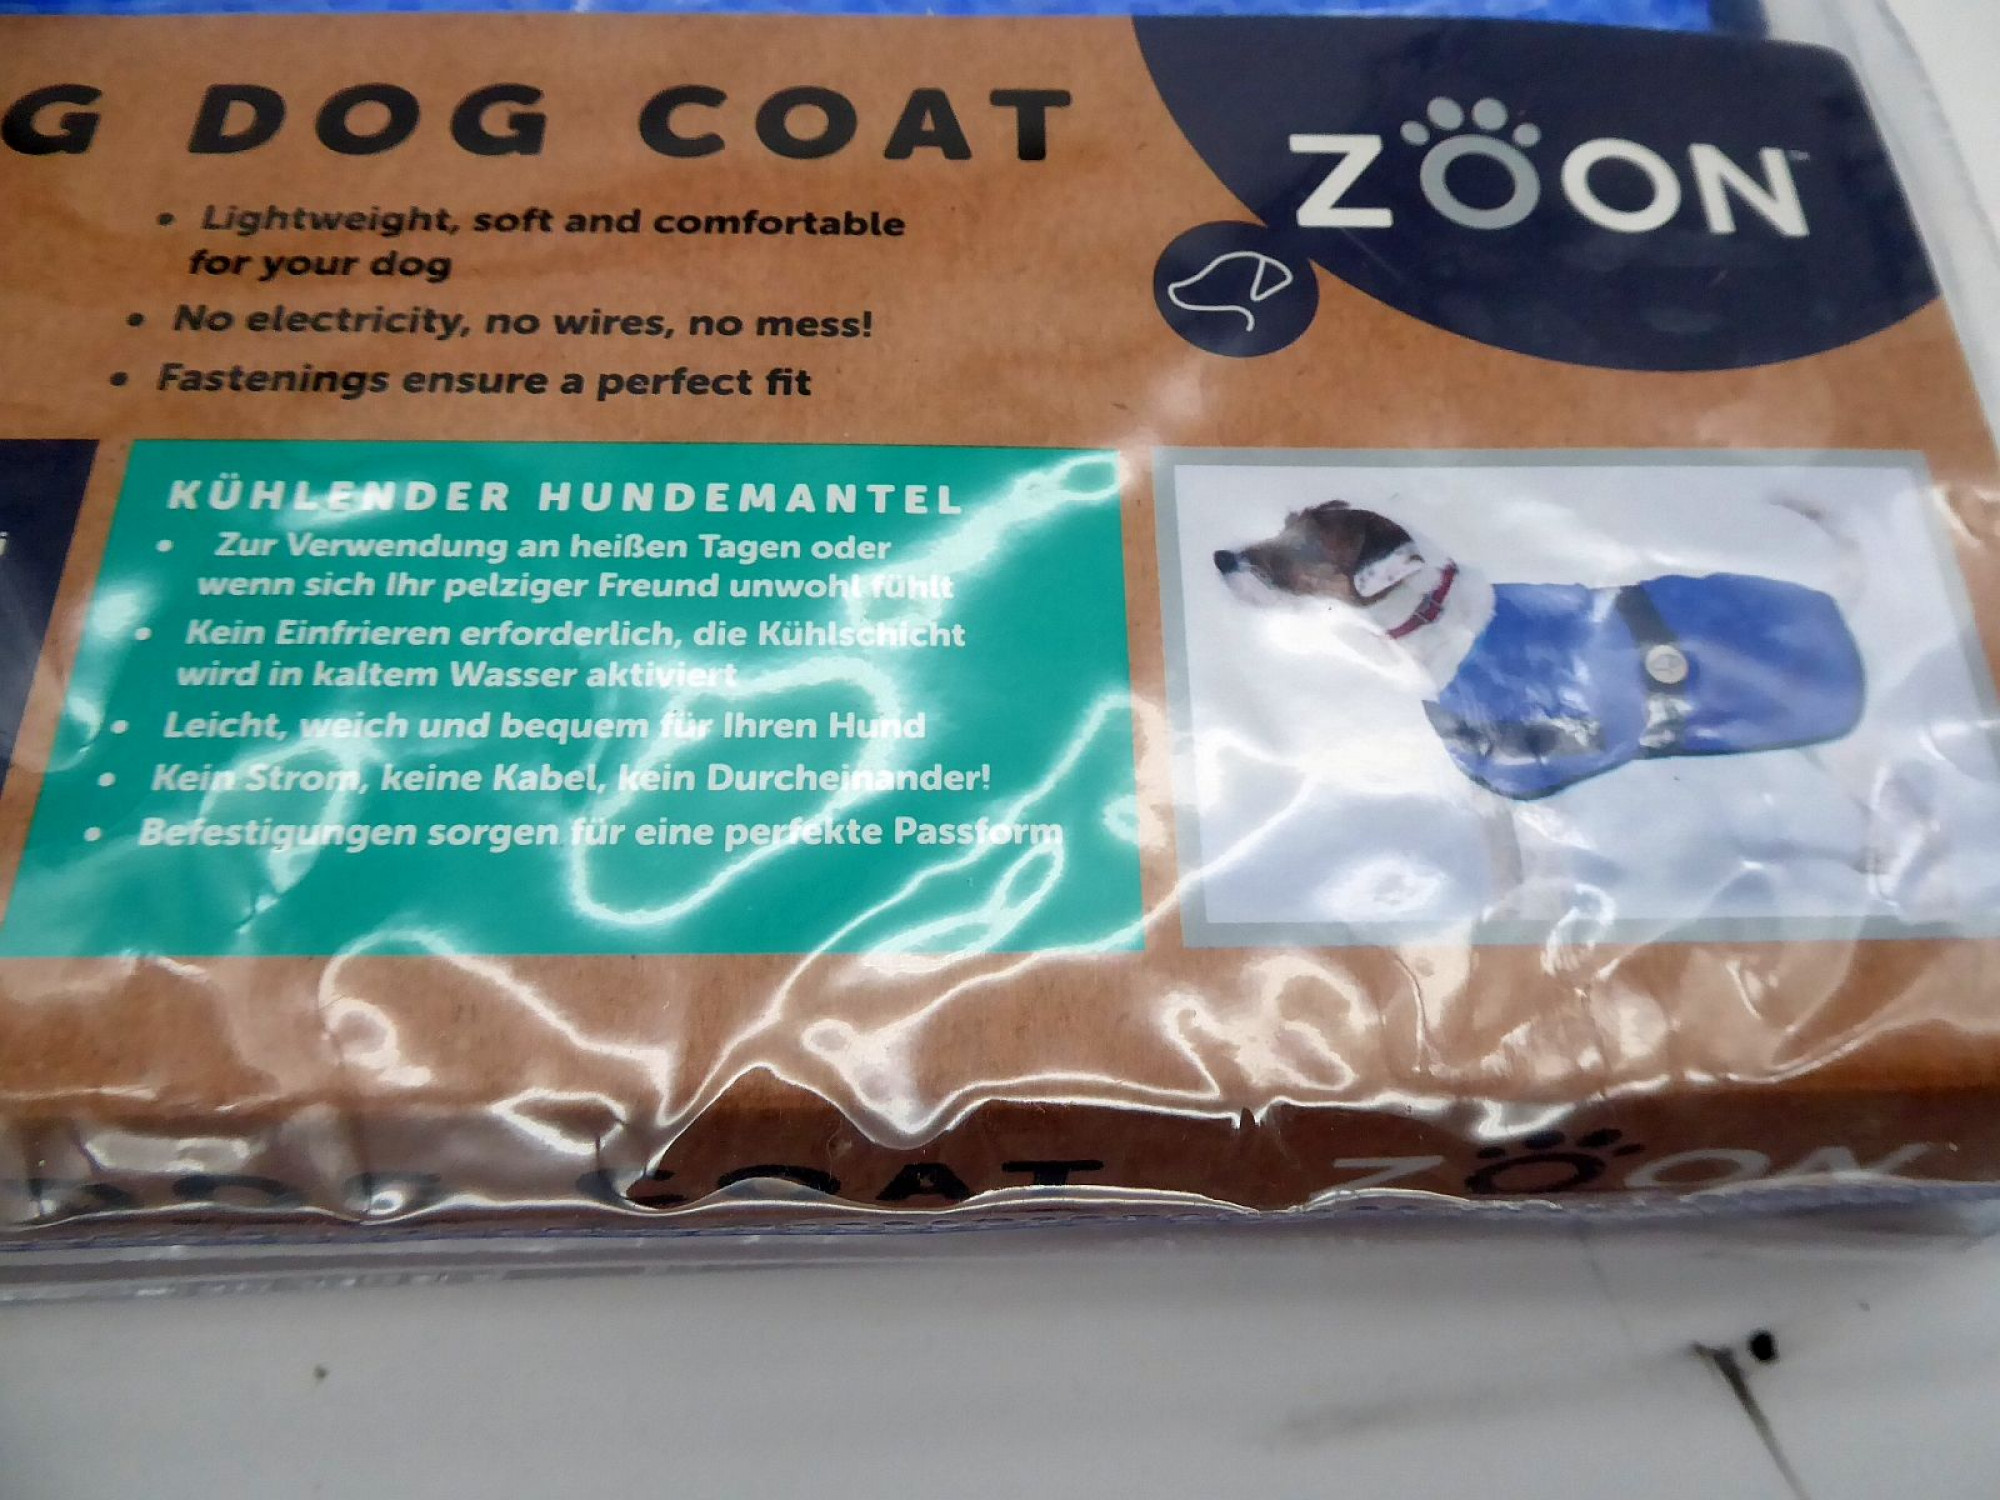 G DOG COAT
• Lightweight, soft and comfortable
for your dog
• No electricity, no wires, no mess!
• Fastenings ensure a perfect fit
ZOON™
KÜHLENDER HUNDEMANTEL
• Zur Verwendung an heißen Tagen oder
wenn sich Ihr pelziger Freund unwohl fühlt
• Kein Einfrieren erforderlich, die Kühlschicht
wird in kaltem Wasser aktiviert
• Leicht, weich und bequem für Ihren Hund
• Kein Strom, keine Kabel, kein Durcheinander!
• Befestigungen sorgen für eine perfekte Passform
DOG COAT ZOON